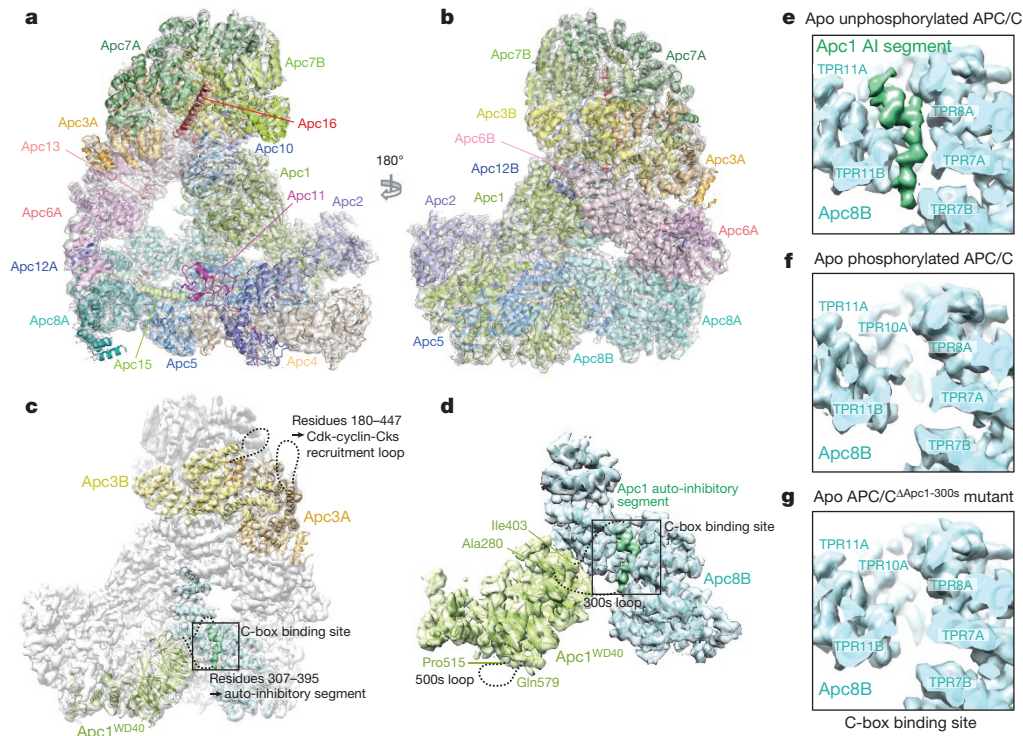 a
Apc7A
Apc7B
Apc3A
Apc16
Apc13
Apc10
Apc1
Apc11
Apc2
Apc6A
Apc12A
Apc8A
Apc15
Apc5
Apc4
180°
b
Apc7B
Apc7A
Apc3B
Apc6B
Apc3A
Apc12B
Apc2
Apc1
Apc6A
Apc5
Apc8A
Apc8B
c
Residues 180–447
Cdk-cyclin-Cks
recruitment loop
Apc3B
Apc3A
C-box binding site
Residues 307–395
auto-inhibitory segment
Apc1WD40
d
Apc1 auto-inhibitory
segment
Ile403
C-box binding site
Ala280
Apc8B
300s loop
Pro515
Apc1WD40
500s loop
Gln579
e Apo unphosphorylated APC/C
Apc1 AI segment
TPR11A
TPR8A
TPR7A
TPR11B
Apc8B
TPR7B
f Apo phosphorylated APC/C
TPR11A
TPR10A
TPR8A
TPR7A
TPR11B
Apc8B
TPR7B
g Apo APC/CΔApc1-300s mutant
TPR11A
TPR10A
TPR8A
TPR7A
TPR11B
Apc8B
TPR7B
C-box binding site